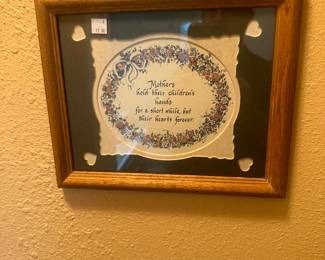 Mothers
hold their children's
hands
for a short while, but
their hearts forever.